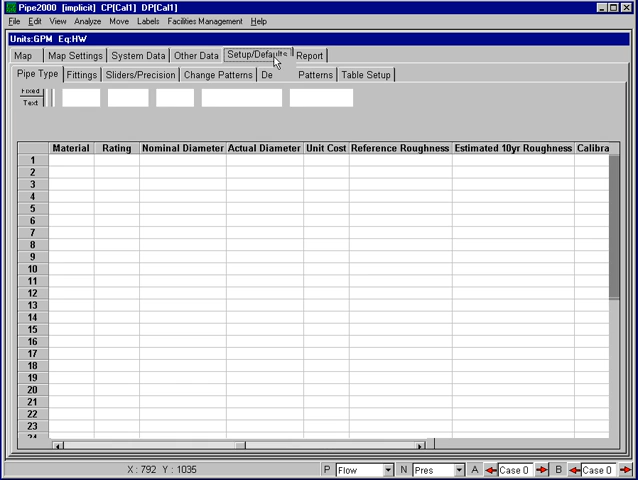 Pipe2000 [implicit] CP[Cal1] DP[Cal1]
File Edit View Analyze Move Labels Facilities Management Help
Units:GPM Eq:HW
Map Map Settings System Data Other Data Setup/Defaults Report
Pipe Type Fittings Sliders/Precision Change Patterns De Patterns Table Setup
Fixed
Text
Material Rating Nominal Diameter Actual Diameter Unit Cost Reference Roughness Estimated 10yr Roughness Calibra
1
2
3
4
5
6
7
8
9
10
11
12
13
14
15
16
17
18
19
20
21
22
23
24
X : 792 Y : 1035 P Flow N Pres A Case 0 B Case 0